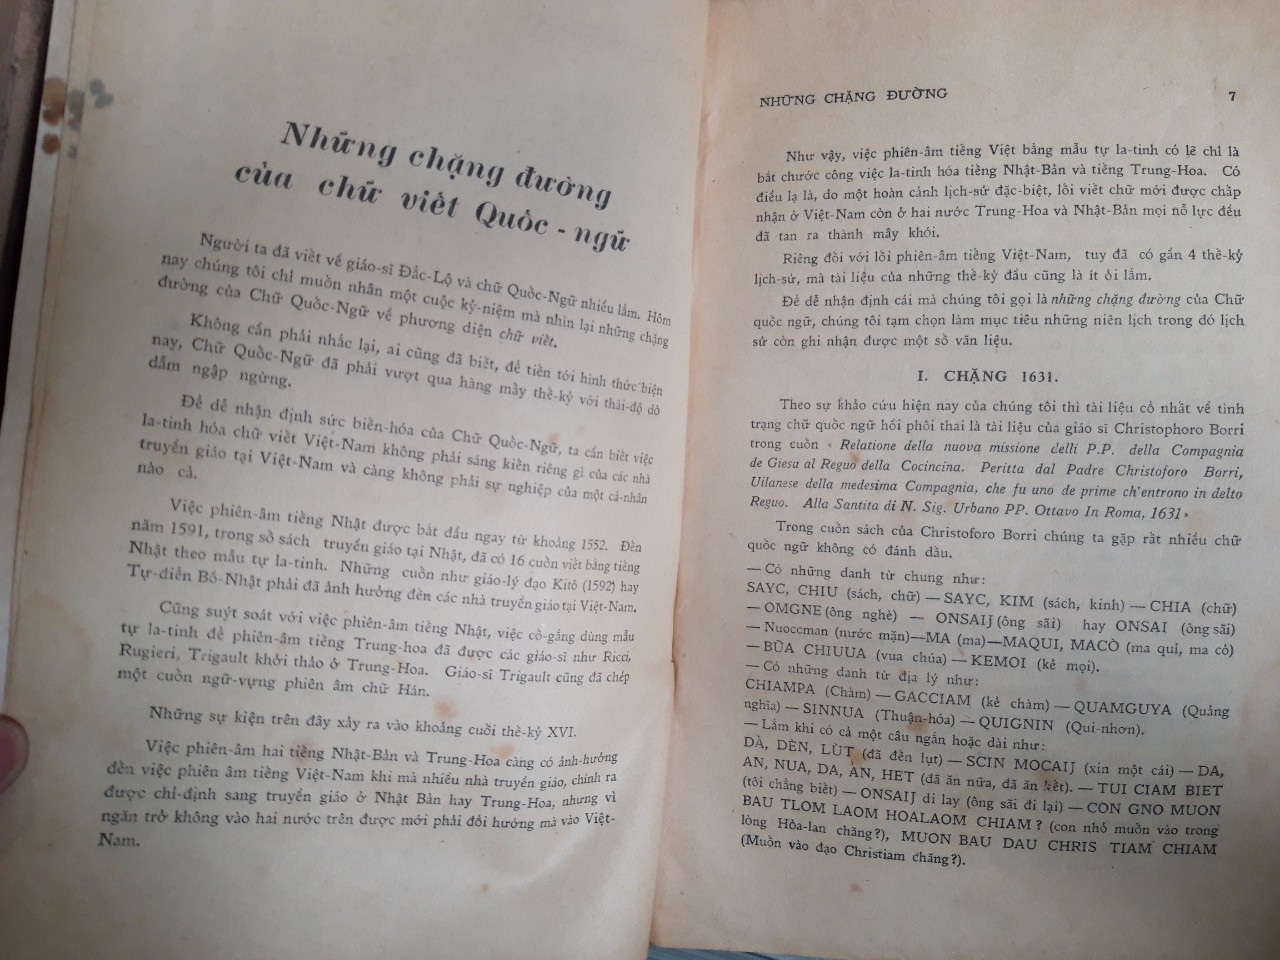 Những chặng đường
của chữ viết Quốc - ngữ
Người ta đã viết về giáo-sĩ Đắc-Lộ và chữ Quốc-Ngữ nhiều lắm. Hôm
nay chúng tôi chỉ muốn nhân một cuộc kỷ-niệm mà nhìn lại những chặng
đường của Chữ Quốc-Ngữ về phương diện chữ viết.
Không cần phải nhắc lại, ai cũng đã biết, để tiến tới hình thức hiện
nay, Chữ Quốc-Ngữ đã phải vượt qua hàng mấy thế-kỷ với thái-độ dò
dẫm ngập ngừng.
Để dễ nhận định sức biến-hóa của Chữ Quốc-Ngữ, ta cần biết việc
la-tinh hóa chữ viết Việt-Nam không phải sáng kiến riêng gì của các nhà
truyền giáo tại Việt-Nam và càng không phải sự nghiệp của một cá-nhân
nào cả.
Việc phiên-âm tiếng Nhật được bắt đầu ngay từ khoảng 1552. Đến
năm 1591, trong số sách truyền giáo tại Nhật, đã có 16 cuốn viết bằng tiếng
Nhật theo mẫu tự la-tinh. Những cuốn như giáo-lý đạo Kitô (1592) hay
Tự-điển Bồ-Nhật phải đã ảnh hưởng đến các nhà truyền giáo tại Việt-Nam.
Cũng suýt soát với việc phiên-âm tiếng Nhật, việc cố-gắng dùng mẫu
tự la-tinh để phiên-âm tiếng Trung-hoa đã được các giáo-sĩ như Ricci,
Rugieri, Trigault khởi thảo ở Trung-Hoa. Giáo-sĩ Trigault cũng đã chép
một cuốn ngữ-vựng phiên âm chữ Hán.
Những sự kiện trên đây xảy ra vào khoảng cuối thế-kỷ XVI.
Việc phiên-âm hai tiếng Nhật-Bản và Trung-Hoa càng có ảnh-hưởng
đến việc phiên âm tiếng Việt-Nam khi mà nhiều nhà truyền giáo, chính ra
được chỉ-định sang truyền giáo ở Nhật Bản hay Trung-Hoa, nhưng vì
ngăn trở không vào hai nước trên được mới phải đổi hướng mà vào Việt-
Nam.
NHỮNG CHẶNG ĐƯỜNG 7
Như vậy, việc phiên-âm tiếng Việt bằng mẫu tự la-tinh có lẽ chỉ là
bắt chước công việc la-tinh hóa tiếng Nhật-Bản và tiếng Trung-Hoa. Có
điều lạ là, do một hoàn cảnh lịch-sử đặc-biệt, lối viết chữ mới được chấp
nhận ở Việt-Nam còn ở hai nước Trung-Hoa và Nhật-Bản mọi nỗ lực đều
đã tan ra thành mây khói.
Riêng đối với lối phiên-âm tiếng Việt-Nam, tuy đã có gần 4 thế-kỷ
lịch-sử, mà tài liệu của những thế-kỷ đầu cũng là ít ỏi lắm.
Để dễ nhận định cái mà chúng tôi gọi là những chặng đường của Chữ
quốc ngữ, chúng tôi tạm chọn làm mục tiêu những niên lịch trong đó lịch
sử còn ghi nhận được một số văn liệu.
I. CHẶNG 1631.
Theo sự khảo cứu hiện nay của chúng tôi thì tài liệu cổ nhất về tình
trạng chữ quốc ngữ hồi phôi thai là tài liệu của giáo sĩ Christophoro Borri
trong cuốn « Relatione della nuova missione delli P.P. della Compagnia
de Giesu al Reguo della Cocincina. Peritta dal Padre Christoforo Borri,
Uilanese della medesima Compagnia, che fu uno de prime ch'entrono in delto
Reguo. Alla Santita di N. Sig. Urbano PP. Ottavo In Roma, 1631»
Trong cuốn sách của Christoforo Borri chúng ta gặp rất nhiều chữ
quốc ngữ không có đánh dấu.
— Có những danh từ chung như:
SAYC, CHIU (sách, chữ) — SAYC, KIM (sách, kinh) — CHIA (chữ)
— OMGNE (ông nghè) — ONSAIJ (ông sãi) hay ONSAI (ông sãi)
— Nuoccman (nước mặn)—MA (ma)—MAQUI, MACÒ (ma quỉ, ma cỏ)
— BŨA CHIUUA (vua chúa) — KEMOI (kẻ mọi).
— Có những danh từ địa lý như:
CHIAMPA (Chàm) — GACCIAM (kẻ chàm) — QUAMGUYA (Quảng
nghĩa) — SINNUA (Thuận-hóa) — QUIGNIN (Qui-nhơn).
— Lắm khi có cả một câu ngắn hoặc dài như:
DÀ, DÈN, LÙT (đã đến lụt) — SCIN MOCAIJ (xin một cái) — DA,
AN, NUA, DA, ÀN, HET (đã ăn nữa, đã ăn kết). — TUI CIAM BIET
(tôi chẳng biết) — ONSAIJ di lay (ông sãi đi lại) — CON GNO MUON
BAU TLOM LAOM HOALAOM CHIAM ? (con nhỏ muốn vào trong
lòng Hòa-lan chăng?), MUON BAU DAU CHRIS TIAM CHIAM
(Muốn vào đạo Christiam chăng?).